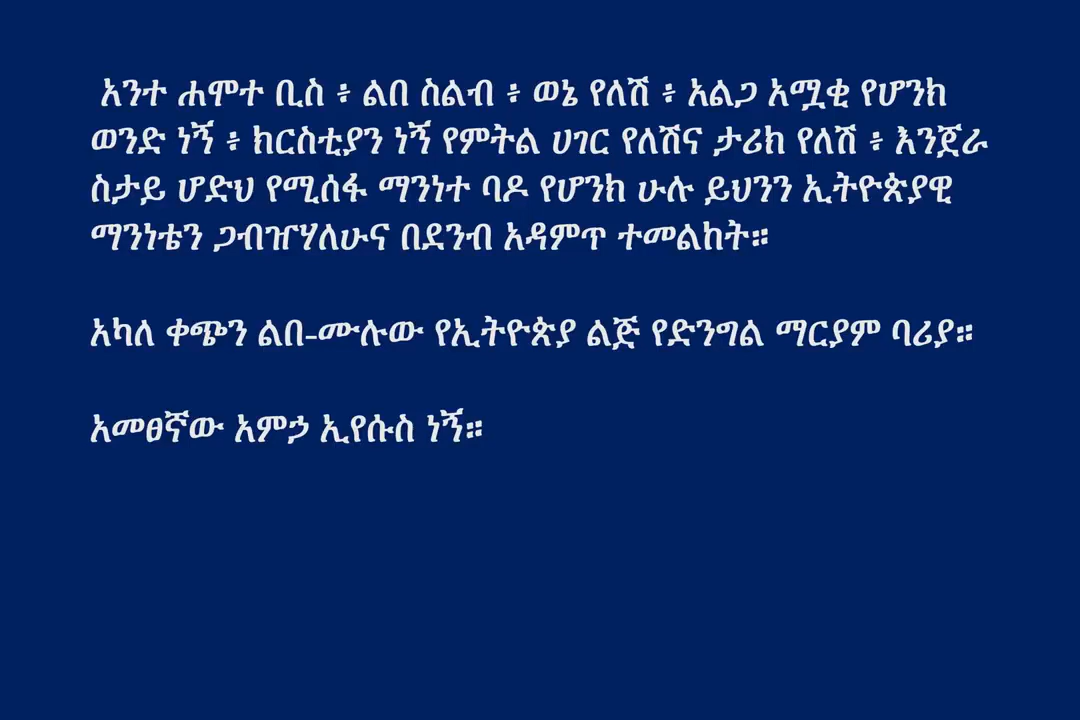 አንተ ሐሞተ ቢስ ፥ ልበ ስልብ ፥ ወኔ የለሽ ፥ አልጋ አሟቂ የሆንክ
ወንድ ነኝ ፥ ክርስቲያን ነኝ የምትል ሀገር የለሽና ታሪክ የለሽ ፥ እንጀራ
ስታይ ሆድህ የሚሰፋ ማንነተ ባዶ የሆንክ ሁሉ ይህንን ኢትዮጵያዊ
ማንነቴን ጋብዤሃለሁና በደንብ አዳምጥ ተመልከት።
አካለ ቀጭን ልበ-ሙሉው የኢትዮጵያ ልጅ የድንግል ማርያም ባሪያ።
አመፀኛው አምኃ ኢየሱስ ነኝ።